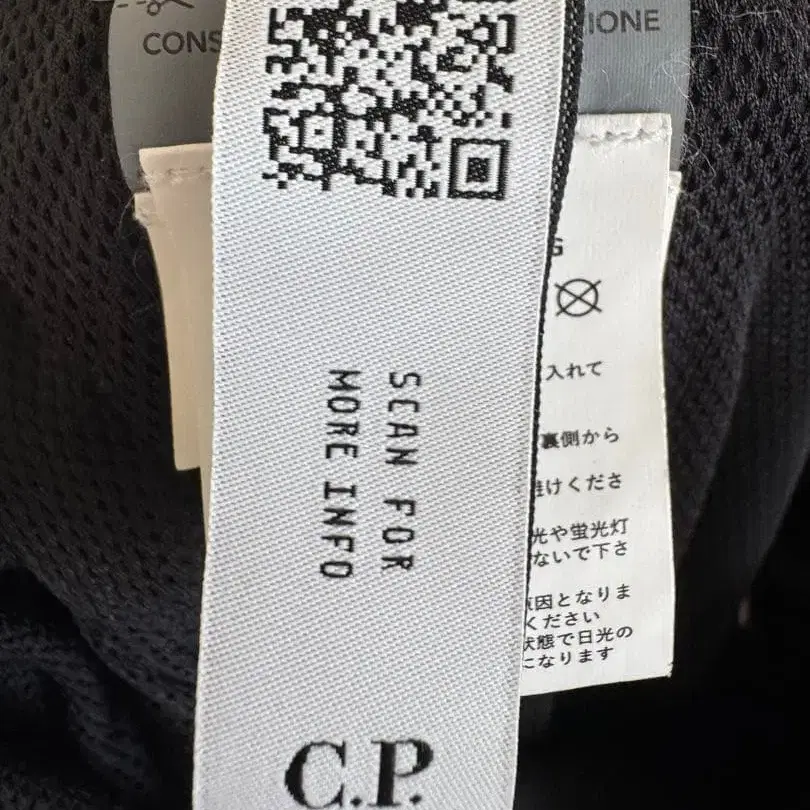 CONS
IONE
SCAN FOR
MORE INFO
C.P.
G
入れて
裏側から
けくださ
光や蛍光灯
ないで下さ
因となりま
ください
状態で日光の
になります